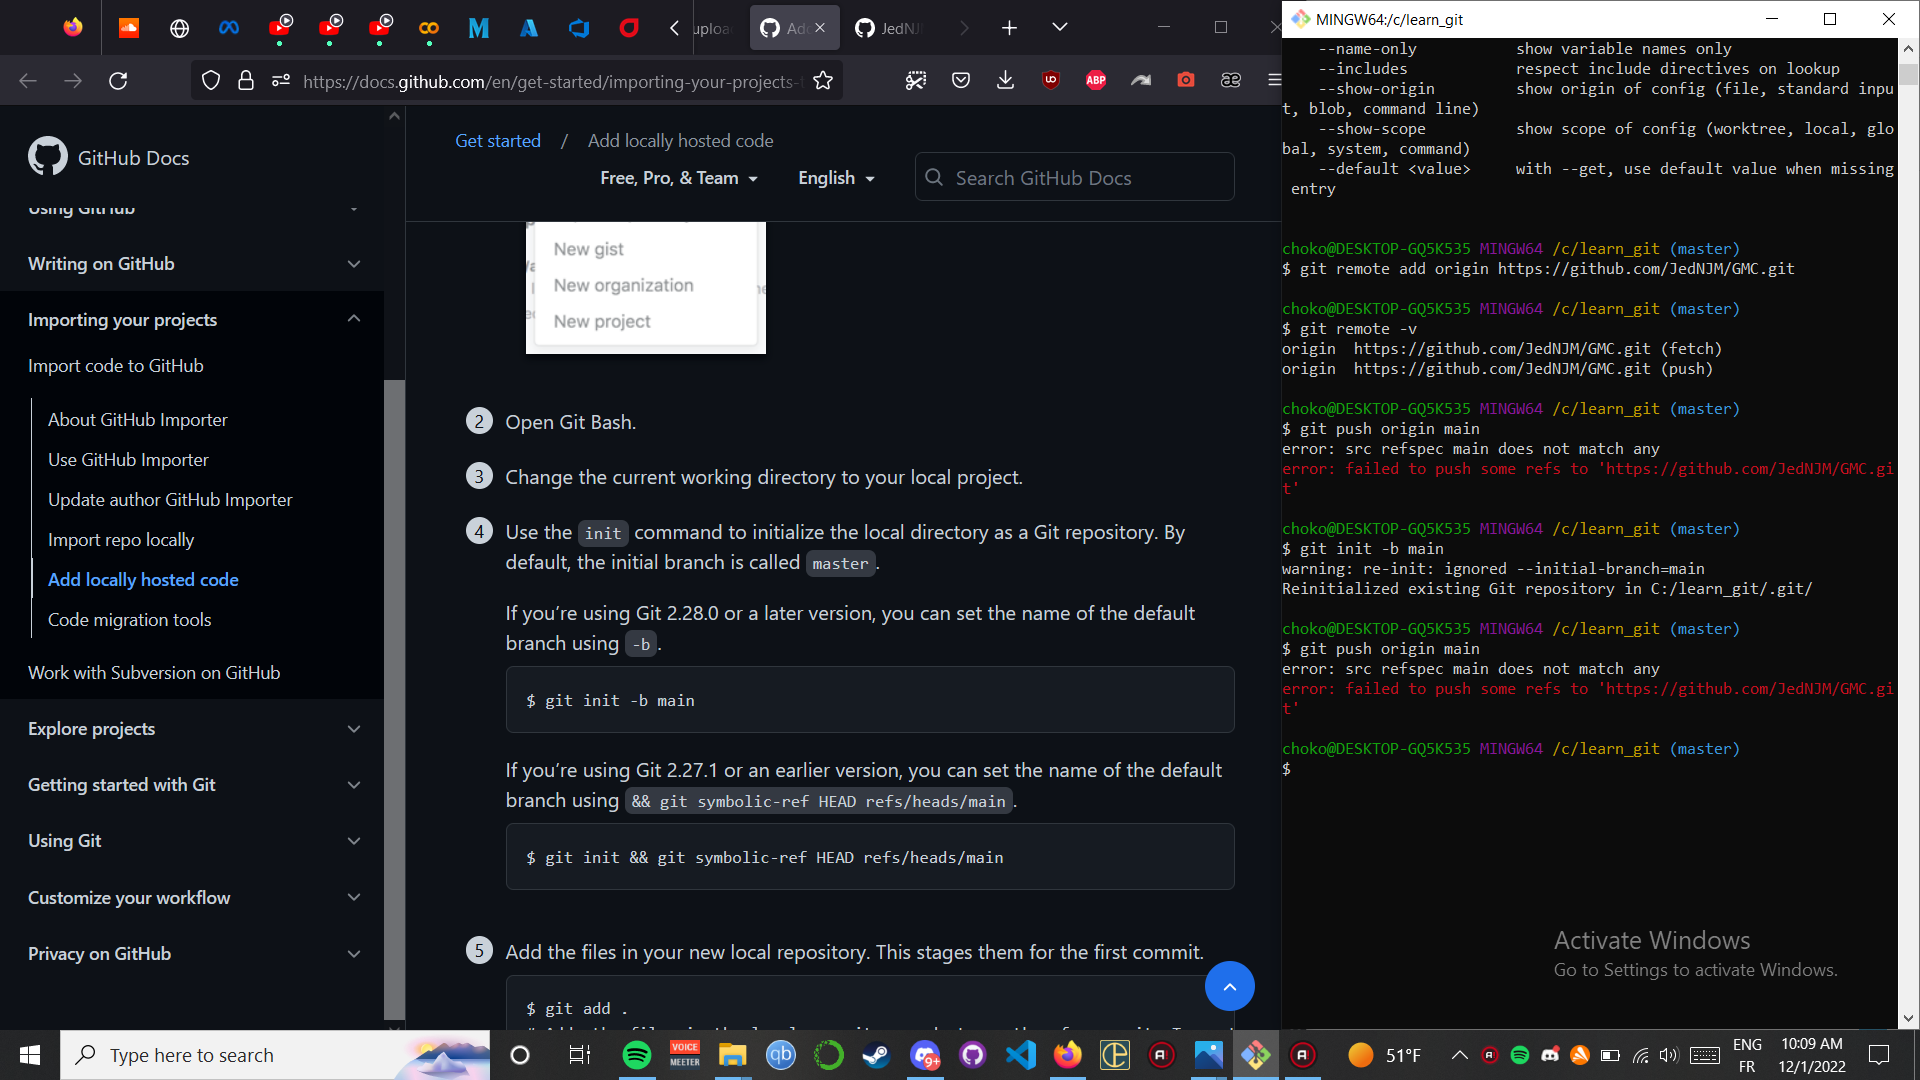 uploa
Ad
JedNJ
https://docs.github.com/en/get-started/importing-your-projects-t
GitHub Docs
Using GitHub
Writing on GitHub
Importing your projects
Import code to GitHub
About GitHub Importer
Use GitHub Importer
Update author GitHub Importer
Import repo locally
Add locally hosted code
Code migration tools
Work with Subversion on GitHub
Explore projects
Getting started with Git
Using Git
Customize your workflow
Privacy on GitHub
Get started / Add locally hosted code
Free, Pro, & Team
English
Search GitHub Docs
New gist
New organization
New project
2 Open Git Bash.
3 Change the current working directory to your local project.
4 Use the init command to initialize the local directory as a Git repository. By
default, the initial branch is called master.
If you’re using Git 2.28.0 or a later version, you can set the name of the default
branch using -b.
$ git init -b main
If you’re using Git 2.27.1 or an earlier version, you can set the name of the default
branch using && git symbolic-ref HEAD refs/heads/main.
$ git init && git symbolic-ref HEAD refs/heads/main
5 Add the files in your new local repository. This stages them for the first commit.
$ git add .
MINGW64:/c/learn_git
--name-only show variable names only
--includes respect include directives on lookup
--show-origin show origin of config (file, standard inpu
t, blob, command line)
--show-scope show scope of config (worktree, local, glo
bal, system, command)
--default <value> with --get, use default value when missing
entry
choko@DESKTOP-GQ5K535 MINGW64 /c/learn_git (master)
$ git remote add origin https://github.com/JedNJM/GMC.git
choko@DESKTOP-GQ5K535 MINGW64 /c/learn_git (master)
$ git remote -v
origin https://github.com/JedNJM/GMC.git (fetch)
origin https://github.com/JedNJM/GMC.git (push)
choko@DESKTOP-GQ5K535 MINGW64 /c/learn_git (master)
$ git push origin main
error: src refspec main does not match any
error: failed to push some refs to 'https://github.com/JedNJM/GMC.gi
t'
choko@DESKTOP-GQ5K535 MINGW64 /c/learn_git (master)
$ git init -b main
warning: re-init: ignored --initial-branch=main
Reinitialized existing Git repository in C:/learn_git/.git/
choko@DESKTOP-GQ5K535 MINGW64 /c/learn_git (master)
$ git push origin main
error: src refspec main does not match any
error: failed to push some refs to 'https://github.com/JedNJM/GMC.gi
t'
choko@DESKTOP-GQ5K535 MINGW64 /c/learn_git (master)
$
Activate Windows
Go to Settings to activate Windows.
Type here to search
VOICE
MEETER
qb
9+
51°F
ENG
FR
10:09 AM
12/1/2022